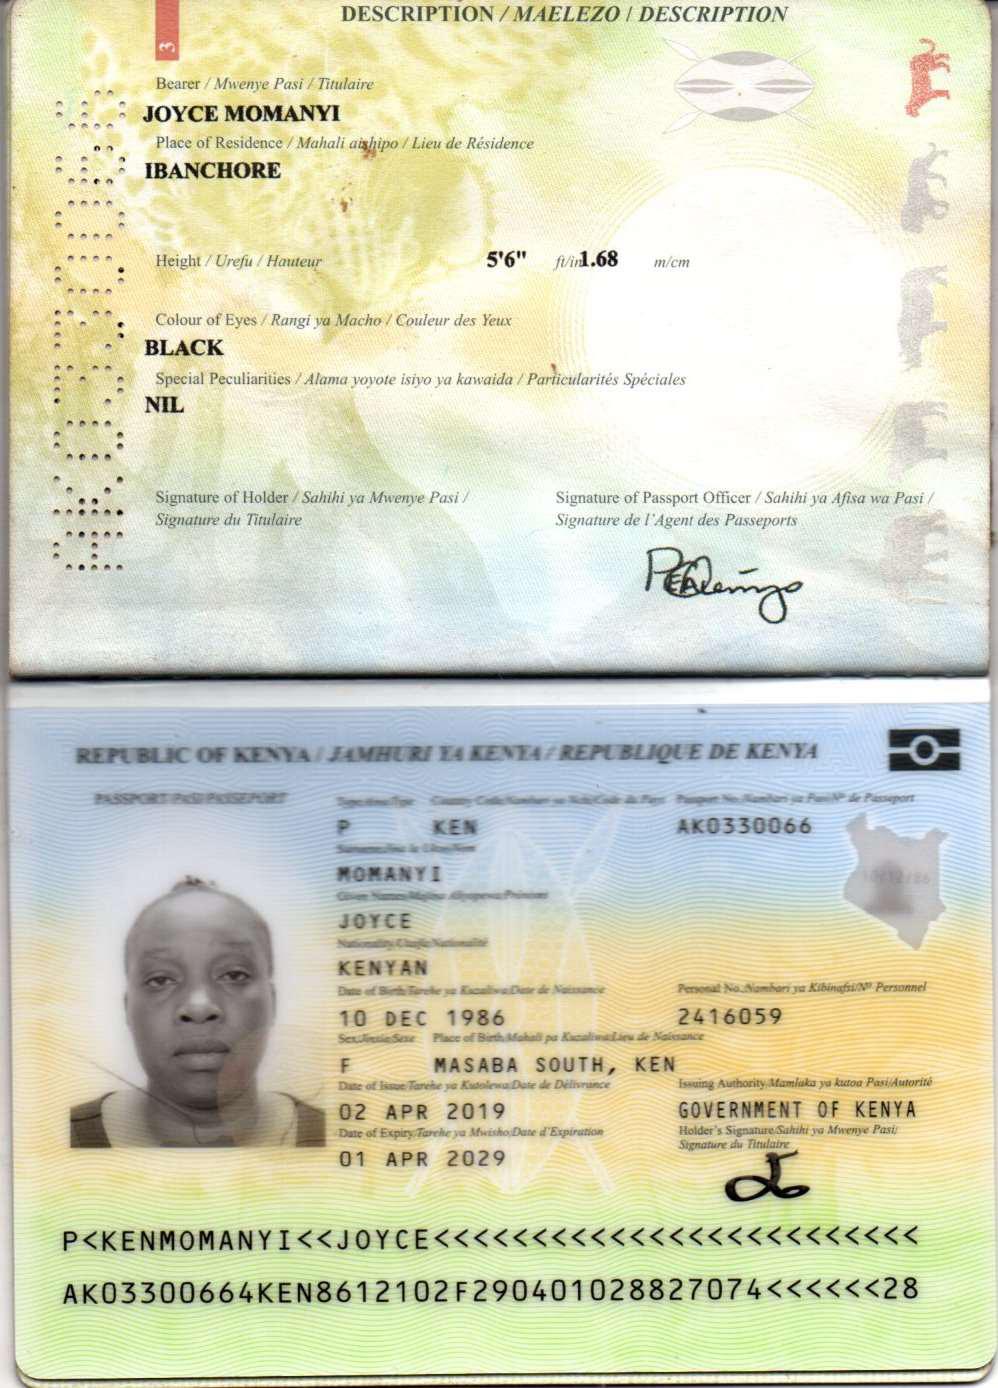 DESCRIPTION / MAELEZO / DESCRIPTION
3
Bearer / Mwenye Pasi / Titulaire
JOYCE MOMANYI
Place of Residence / Mahali aishipo / Lieu de Résidence
IBANCHORE
Height / Urefu / Hauteur 5'6" ft/in 1.68 m/cm
Colour of Eyes / Rangi ya Macho / Couleur des Yeux
BLACK
Special Peculiarities / Alama yoyote isiyo ya kawaida / Particularités Spéciales
NIL
Signature of Holder / Sahihi ya Mwenye Pasi / Signature of Passport Officer / Sahihi ya Afisa wa Pasi /
Signature du Titulaire Signature de l'Agent des Passeports
REPUBLIC OF KENYA / JAMHURI YA KENYA / REPUBLIQUE DE KENYA
PASSPORT/PASI/PASSEPORT Type/Aina/Type Country Code/Nambari ya Nchi/Code du Pays Passport No./Nambari ya Pasi/Nº de Passeport
P KEN AK0330066
MOMANYI
10/12/86
Given Names/Majina Aliyopewa/Prénoms
JOYCE
Nationality/Uraifa/Nationalité
KENYAN
Date of Birth/Tarehe ya Kuzaliwa/Date de Naissance Personal No./Nambari ya Kibinafsi/Nº Personnel
10 DEC 1986 2416059
Sex/Jinsia/Sexe Place of Birth/Mahali pa Kuzaliwa/Lieu de Naissance
F MASABA SOUTH, KEN
Date of Issue/Tarehe ya Kutolewa/Date de Délivrance Issuing Authority/Mamlaka ya kutoa Pasi/Autorité
02 APR 2019 GOVERNMENT OF KENYA
Date of Expiry/Tarehe ya Mwisho/Date d'Expiration Holder's Signature/Sahihi ya Mwenye Pasi/
Signature du Titulaire
01 APR 2029
P<KENMOMANYI<<JOYCE<<<<<<<<<<<<<<<<<<<<<<<<<
AK03300664KEN8612102F290401028827074<<<<<<28